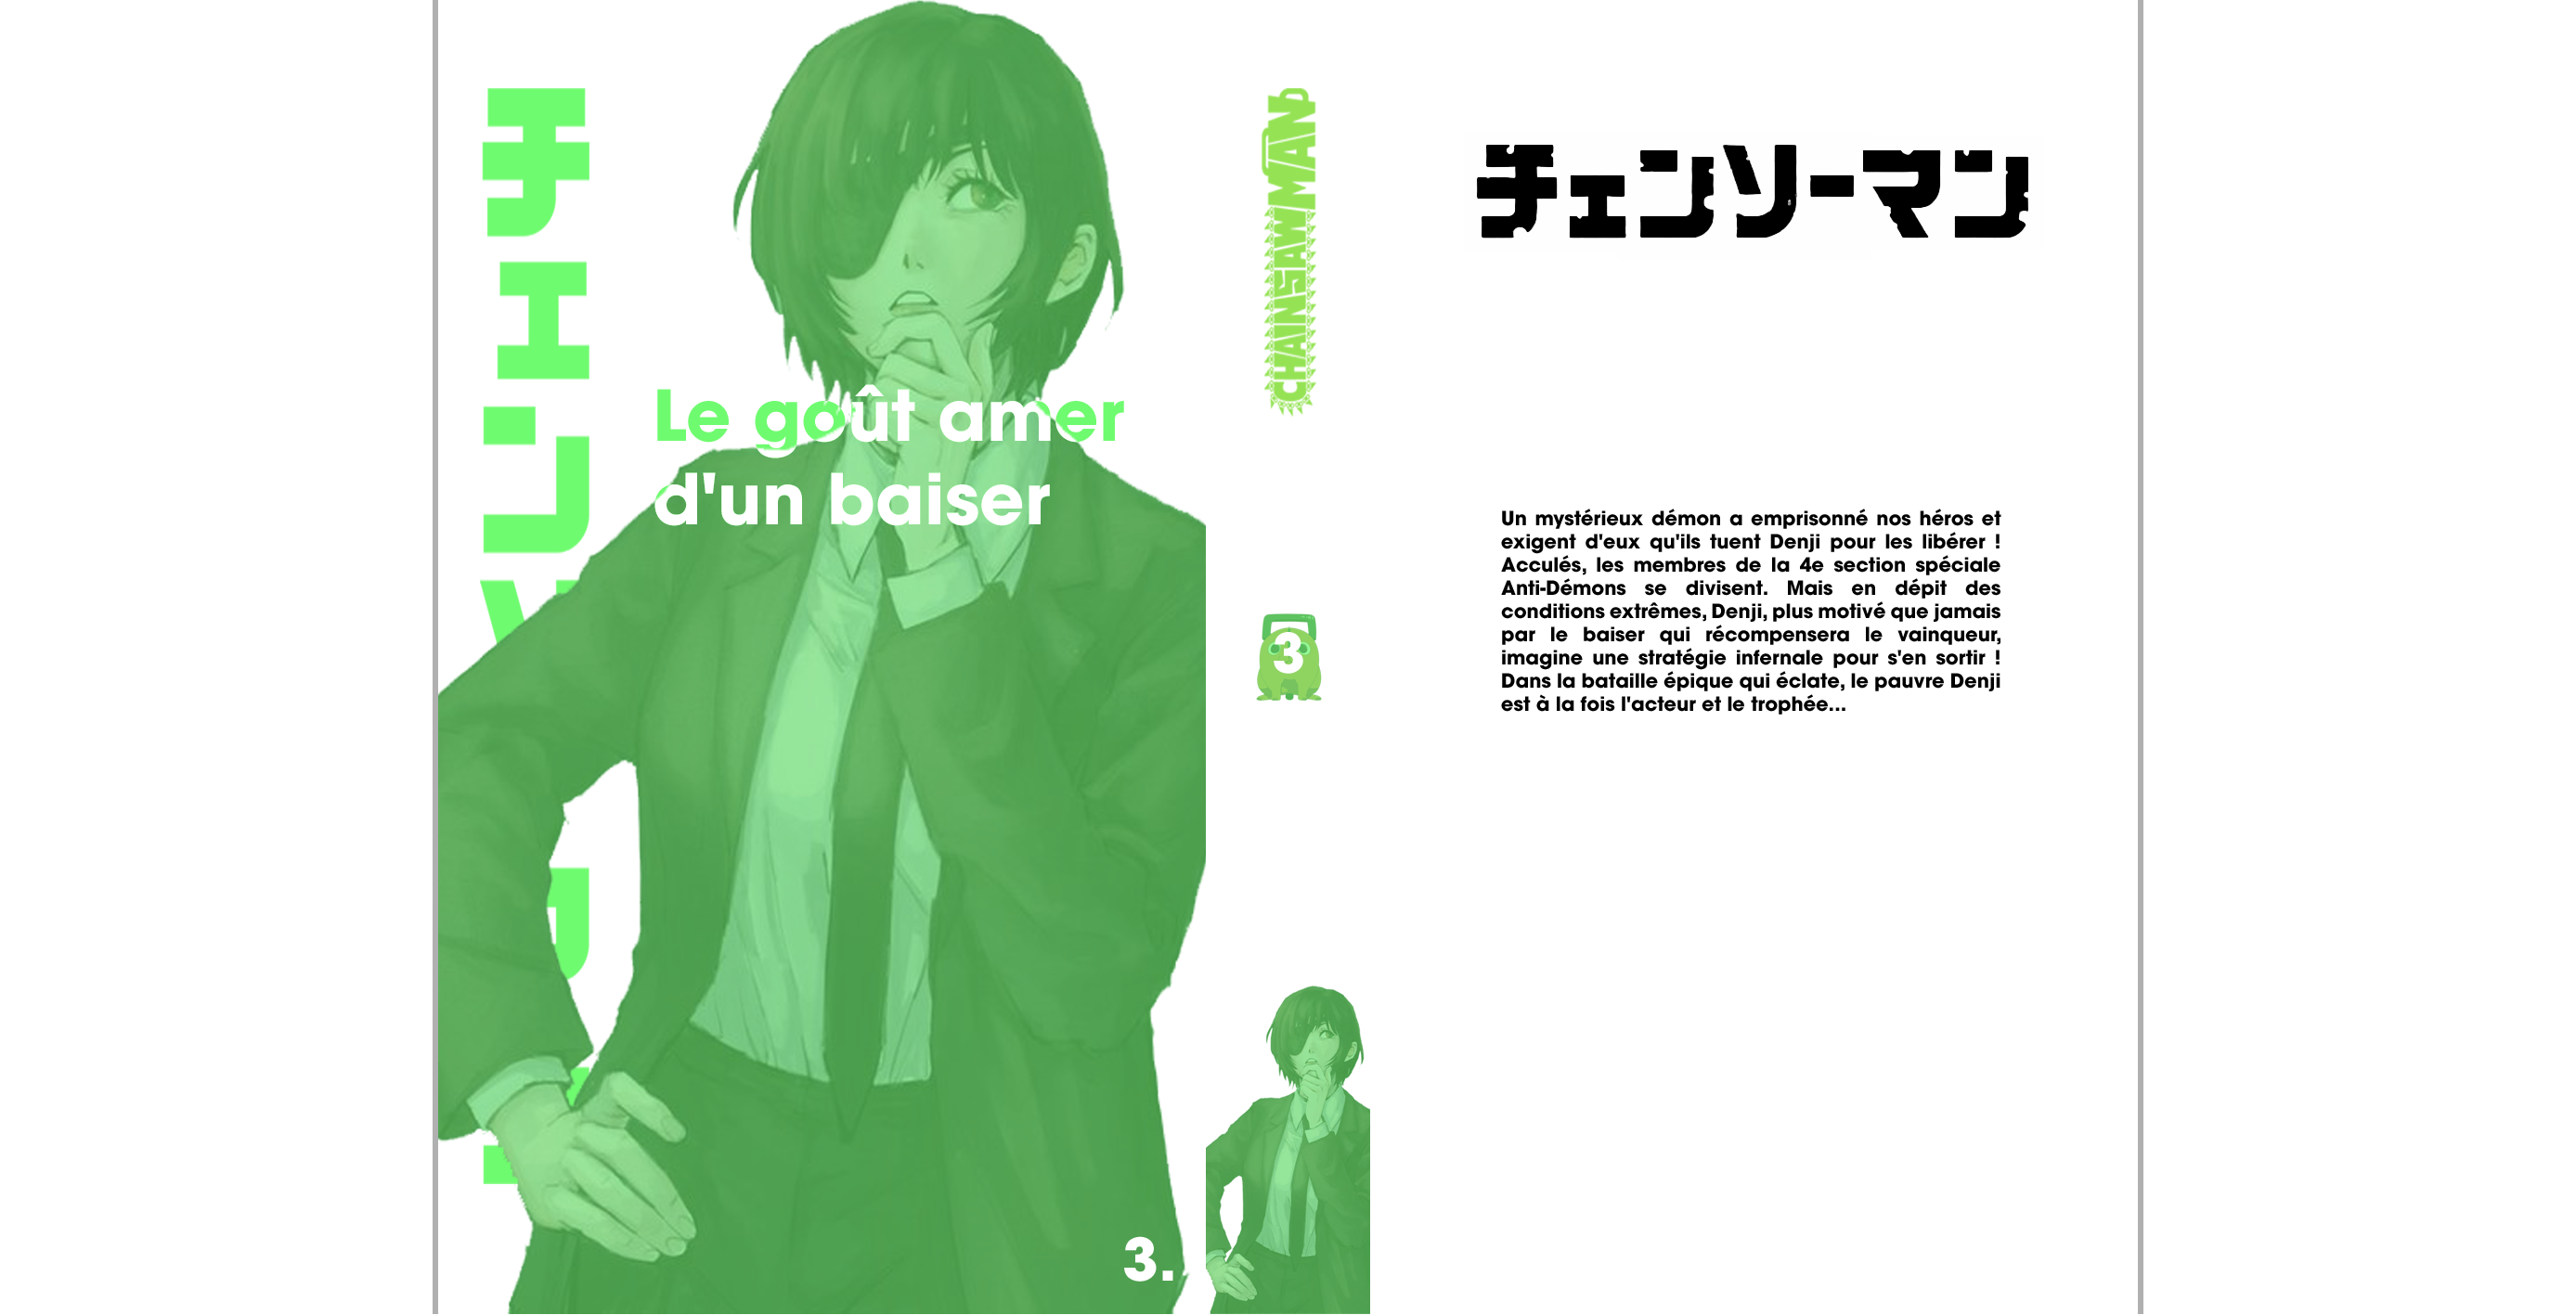 チェンソーマン
Le goût amer
d'un baiser
3.
CHAINSAWMAN
3
チェンソーマン
Un mystérieux démon a emprisonné nos héros et
exigent d'eux qu'ils tuent Denji pour les libérer !
Acculés, les membres de la 4e section spéciale
Anti-Démons se divisent. Mais en dépit des
conditions extrêmes, Denji, plus motivé que jamais
par le baiser qui récompensera le vainqueur,
imagine une stratégie infernale pour s'en sortir !
Dans la bataille épique qui éclate, le pauvre Denji
est à la fois l'acteur et le trophée...